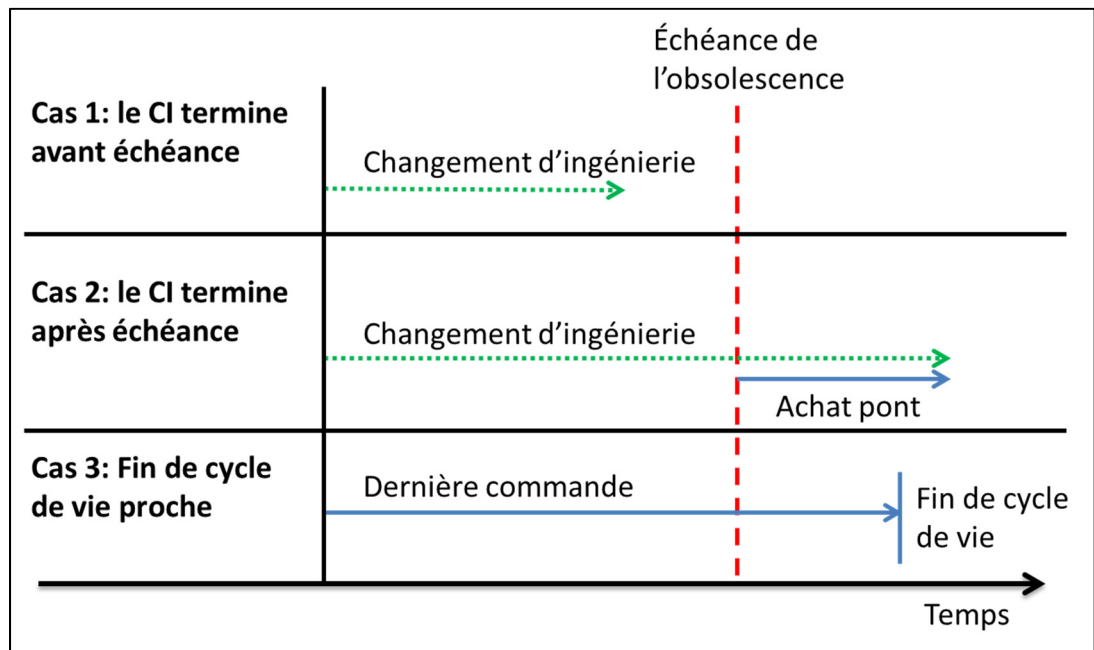 Échéance de
l’obsolescence
Cas 1: le CI termine
avant échéance
Changement d’ingénierie
Cas 2: le CI termine
après échéance
Changement d’ingénierie
Achat pont
Cas 3: Fin de cycle
de vie proche
Dernière commande
Fin de cycle
de vie
Temps